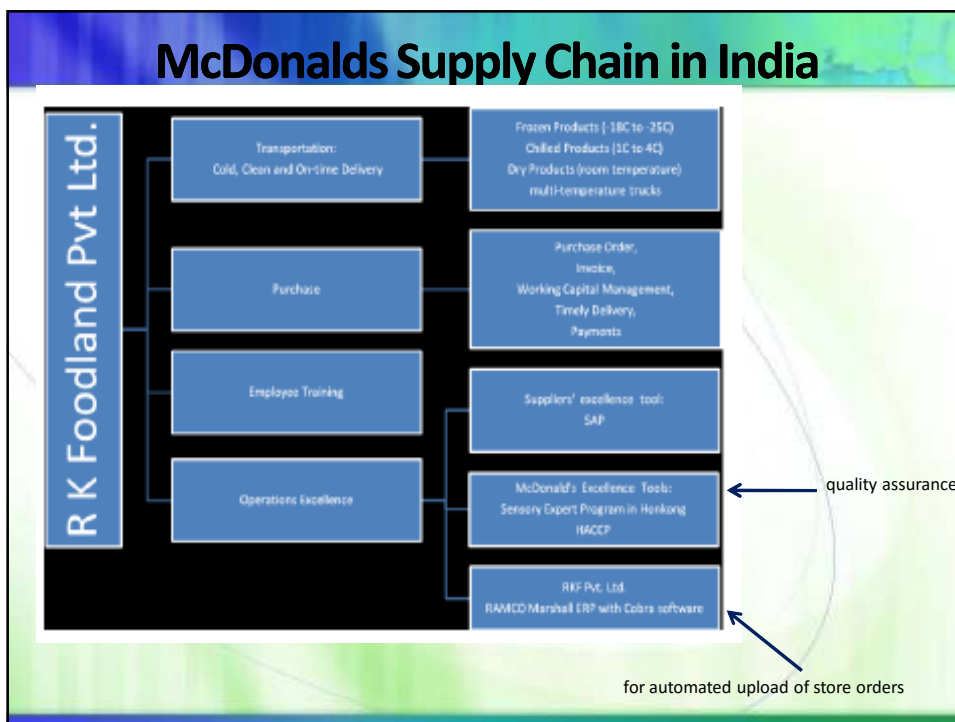 McDonalds Supply Chain in India
R K Foodland Pvt Ltd.
Transportation:
Cold, Clean and On-time Delivery
Frozen Products (-18C to -25C)
Chilled Products (1C to 4C)
Dry Products (room temperature)
multi-temperature trucks
Purchase
Purchase Order,
Invoice,
Working Capital Management,
Timely Delivery,
Payments
Employee Training
Operations Excellence
Suppliers' excellence tool:
SAP
McDonald's Excellence Tools:
Sensory Expert Program in Honkong
HACCP
quality assurance
RKF Pvt. Ltd.
RAMCO Marshall ERP with Cobra software
for automated upload of store orders